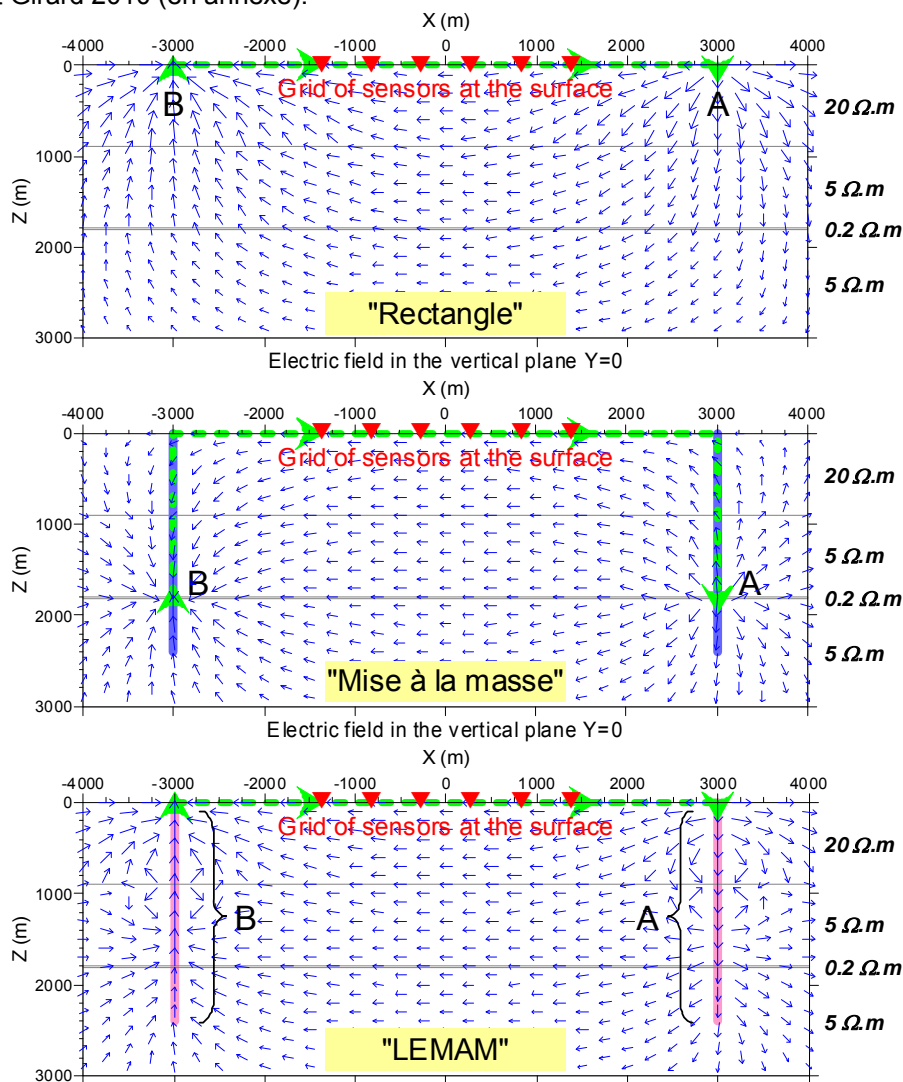 Girard 2010 (en annexe).
X (m)
-4000 -3000 -2000 -1000 0 1000 2000 3000 4000
0
Grid of sensors at the surface
B A
20 Ω.m
1000
Z (m)
5 Ω.m
0.2 Ω.m
2000
5 Ω.m
"Rectangle"
3000
Electric field in the vertical plane Y=0
X (m)
-4000 -3000 -2000 -1000 0 1000 2000 3000 4000
0
Grid of sensors at the surface
20 Ω.m
1000
Z (m)
5 Ω.m
B A
0.2 Ω.m
2000
5 Ω.m
"Mise à la masse"
3000
Electric field in the vertical plane Y=0
X (m)
-4000 -3000 -2000 -1000 0 1000 2000 3000 4000
0
Grid of sensors at the surface
20 Ω.m
1000
B A
Z (m)
5 Ω.m
0.2 Ω.m
2000
5 Ω.m
"LEMAM"
3000